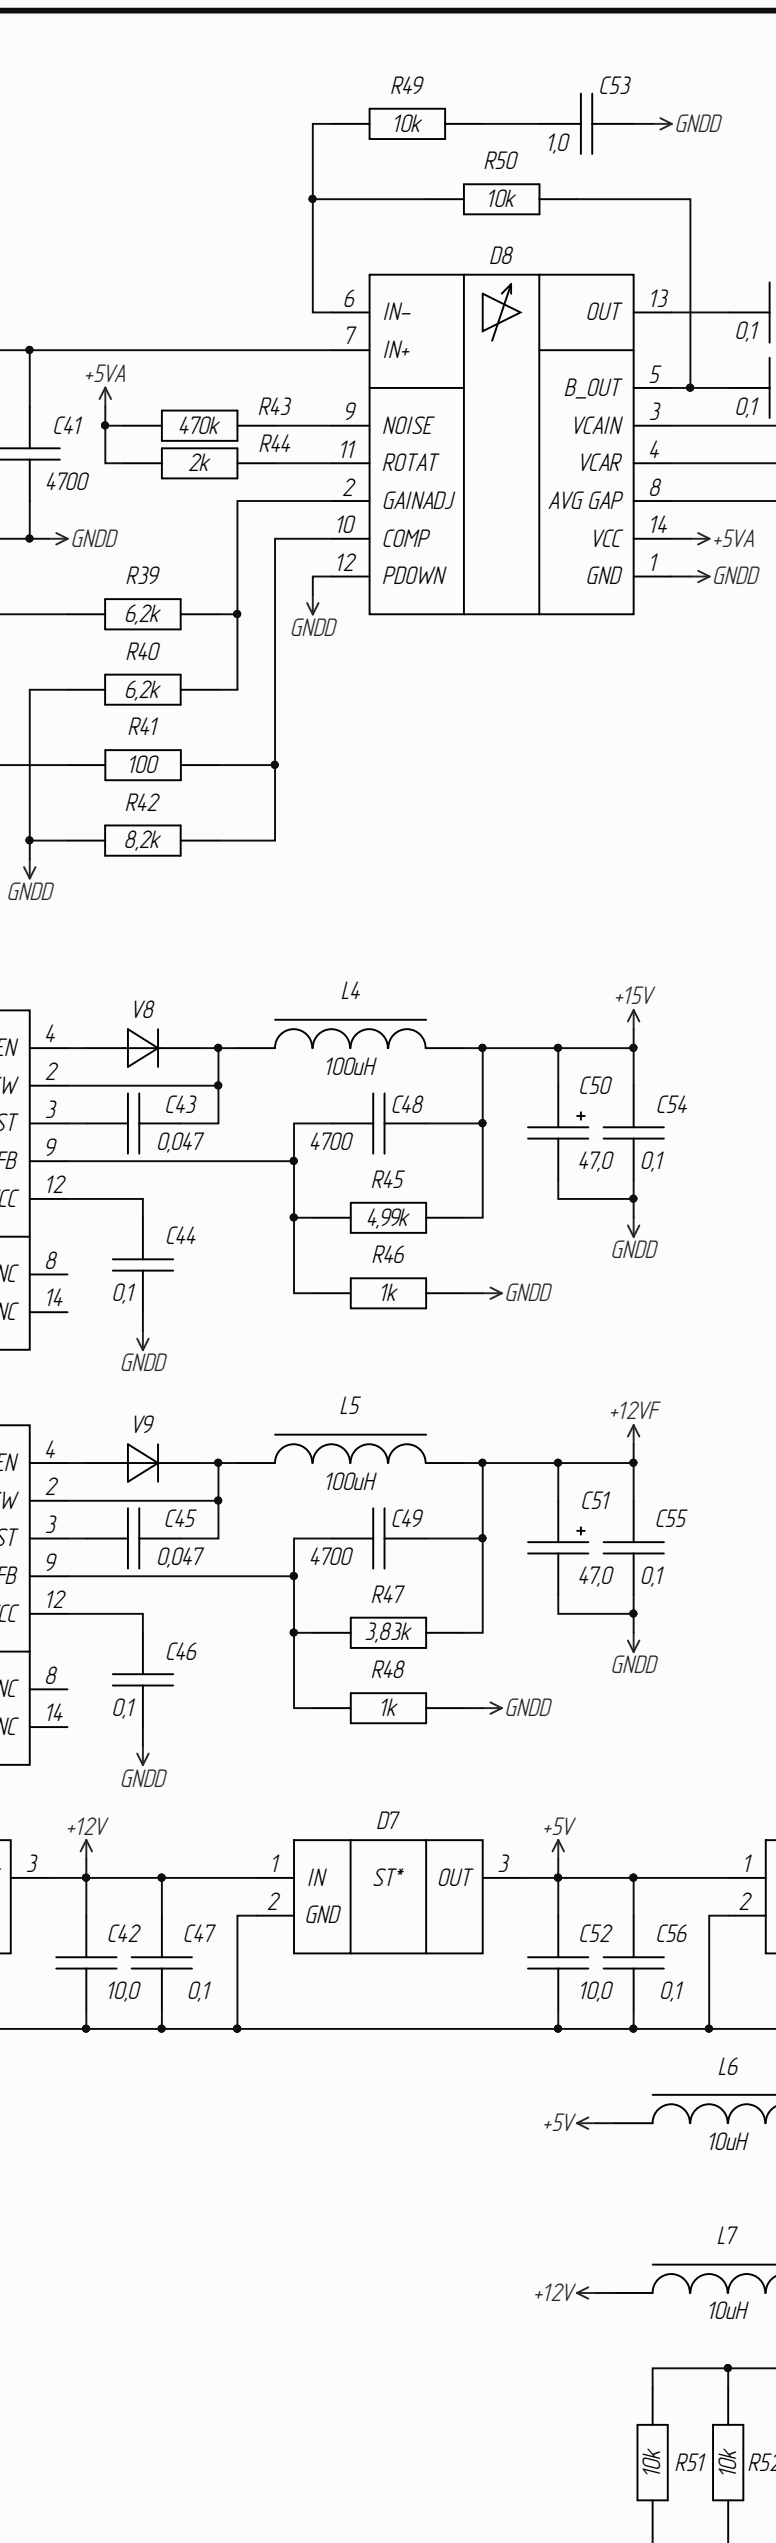 R49
C53
10k
GNDD
1,0
R50
10k
D8
6
IN-
OUT
13
7
IN+
0,1
+5VA
B_OUT
5
C41
470k
R43
9
NOISE
VCAIN
3
0,1
4700
2k
R44
11
ROTAT
VCAR
4
2
GAINADJ
AVG GAP
8
GNDD
10
COMP
VCC
14
+5VA
R39
12
PDOWN
GND
1
GNDD
6,2k
GNDD
R40
6,2k
R41
100
R42
8,2k
GNDD
V8
L4
+15V
EN
4
100uH
W
2
C50
+
C54
ST
3
C43
C48
FB
9
0,047
4700
47,0
0,1
CC
12
R45
4,99k
C44
R46
GNDD
NC
8
0,1
1k
GNDD
NC
14
GNDD
V9
L5
+12VF
EN
4
100uH
W
2
C51
+
C55
ST
3
C45
C49
FB
9
0,047
4700
47,0
0,1
CC
12
R47
3,83k
C46
R48
GNDD
NC
8
0,1
1k
GNDD
NC
14
GNDD
+12V
D7
+5V
3
1
IN
ST*
OUT
3
1
2
GND
2
C42
C47
C52
C56
10,0
0,1
10,0
0,1
L6
+5V
10uH
L7
+12V
10uH
10k
R51
10k
R52